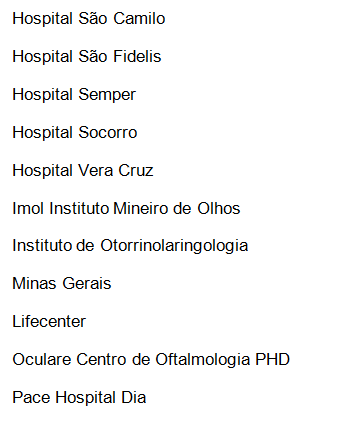 Hospital São Camilo
Hospital São Fidelis
Hospital Semper
Hospital Socorro
Hospital Vera Cruz
Imol Instituto Mineiro de Olhos
Instituto de Otorrinolaringologia
Minas Gerais
Lifecenter
Oculare Centro de Oftalmologia PHD
Pace Hospital Dia